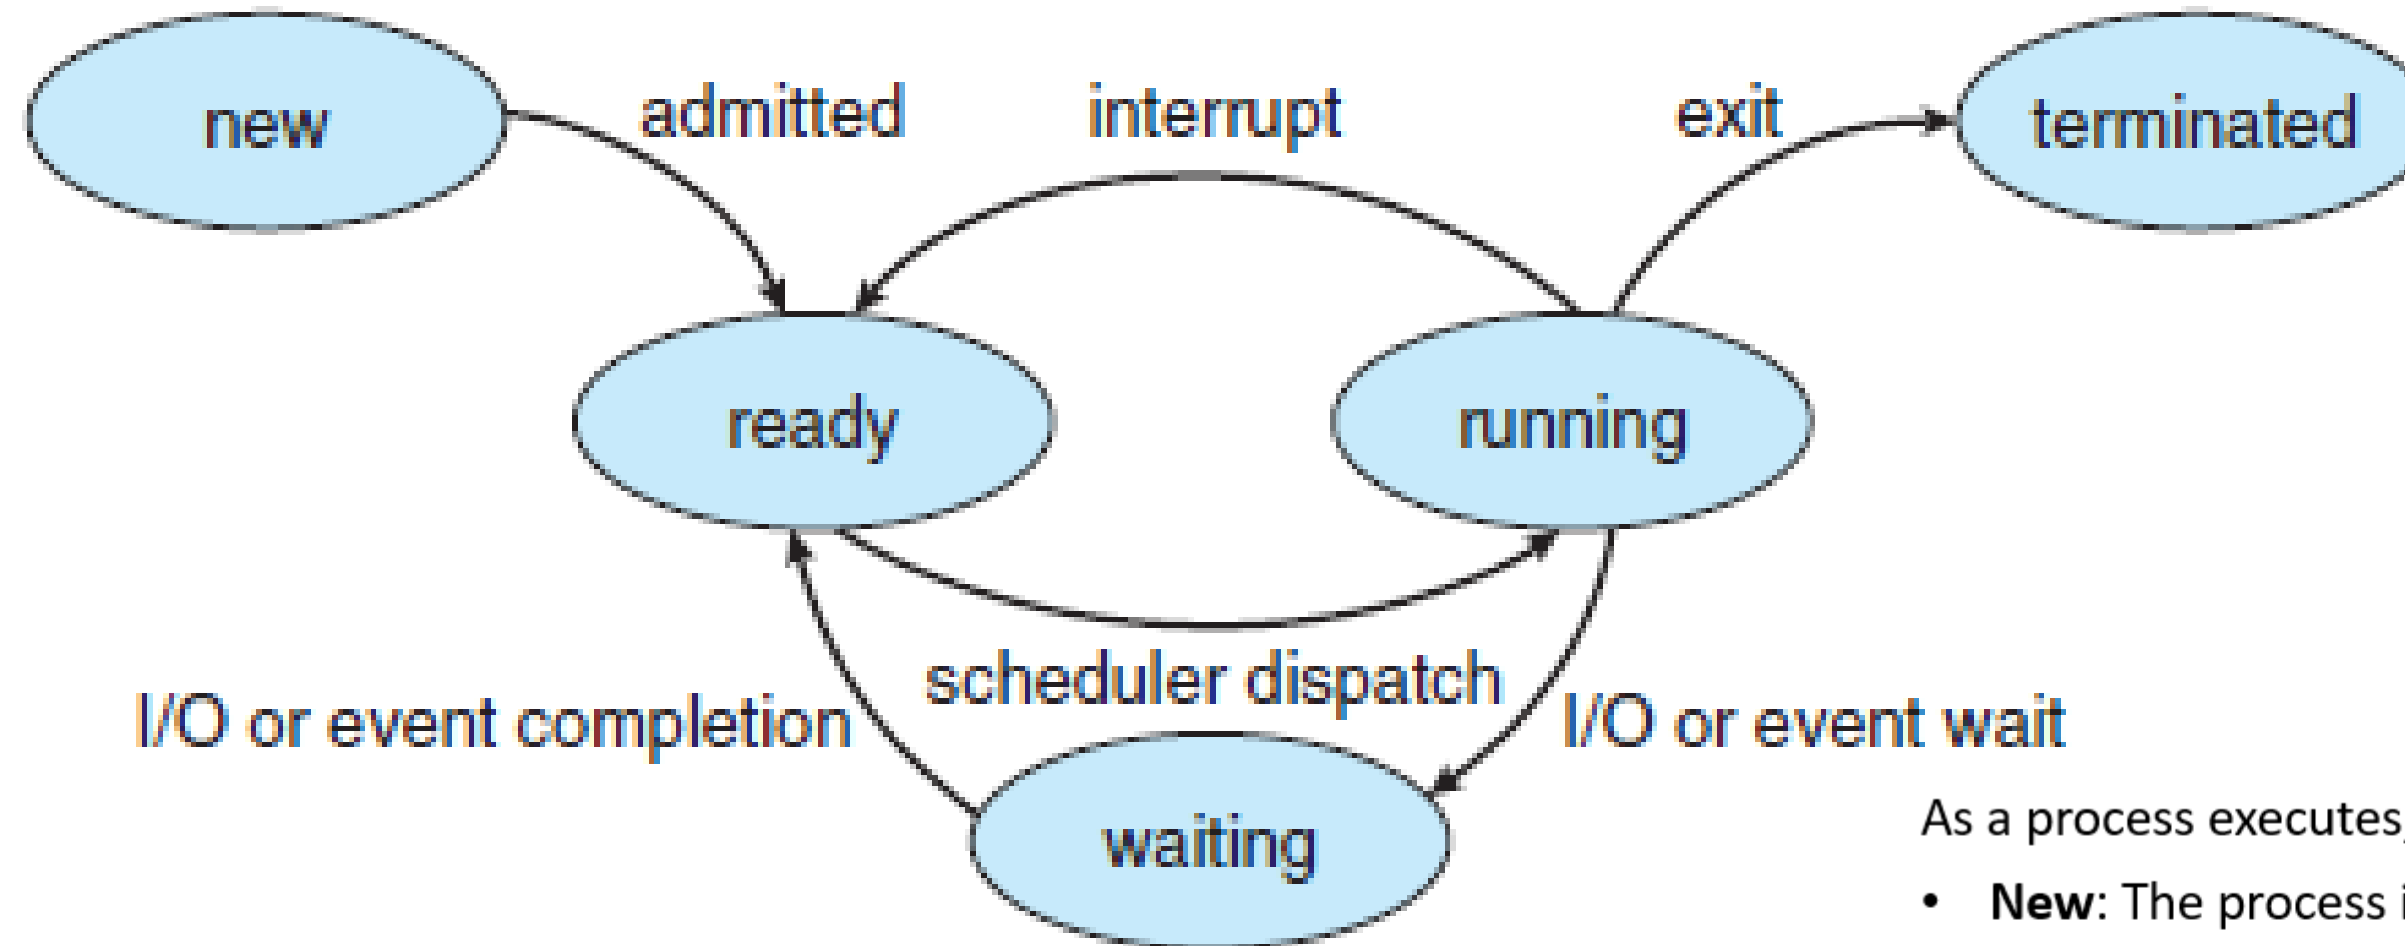 new
admitted
interrupt
exit
terminated
ready
running
scheduler dispatch
I/O or event completion
I/O or event wait
waiting
As a process executes,
• New: The process i